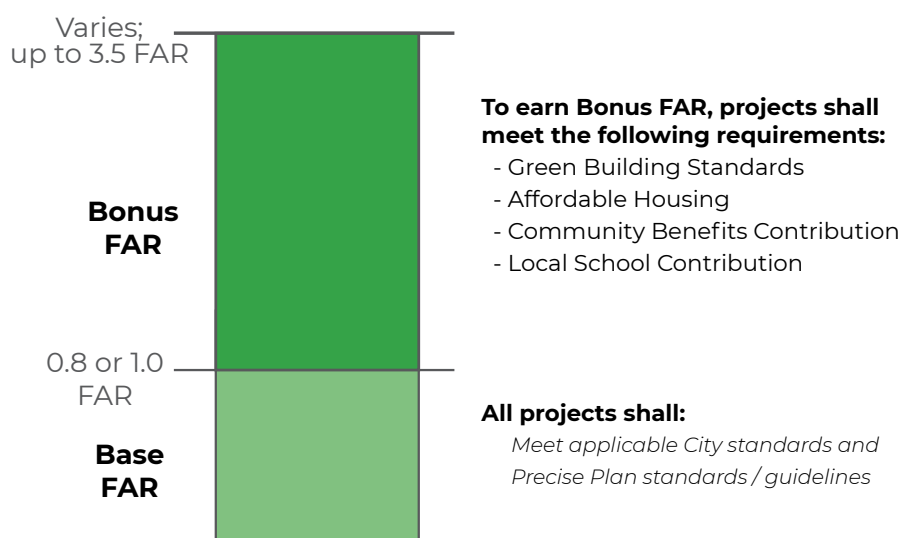 Varies;
up to 3.5 FAR
To earn Bonus FAR, projects shall
meet the following requirements:
- Green Building Standards
- Affordable Housing
- Community Benefits Contribution
- Local School Contribution
Bonus
FAR
0.8 or 1.0
FAR
All projects shall:
Meet applicable City standards and
Precise Plan standards / guidelines
Base
FAR